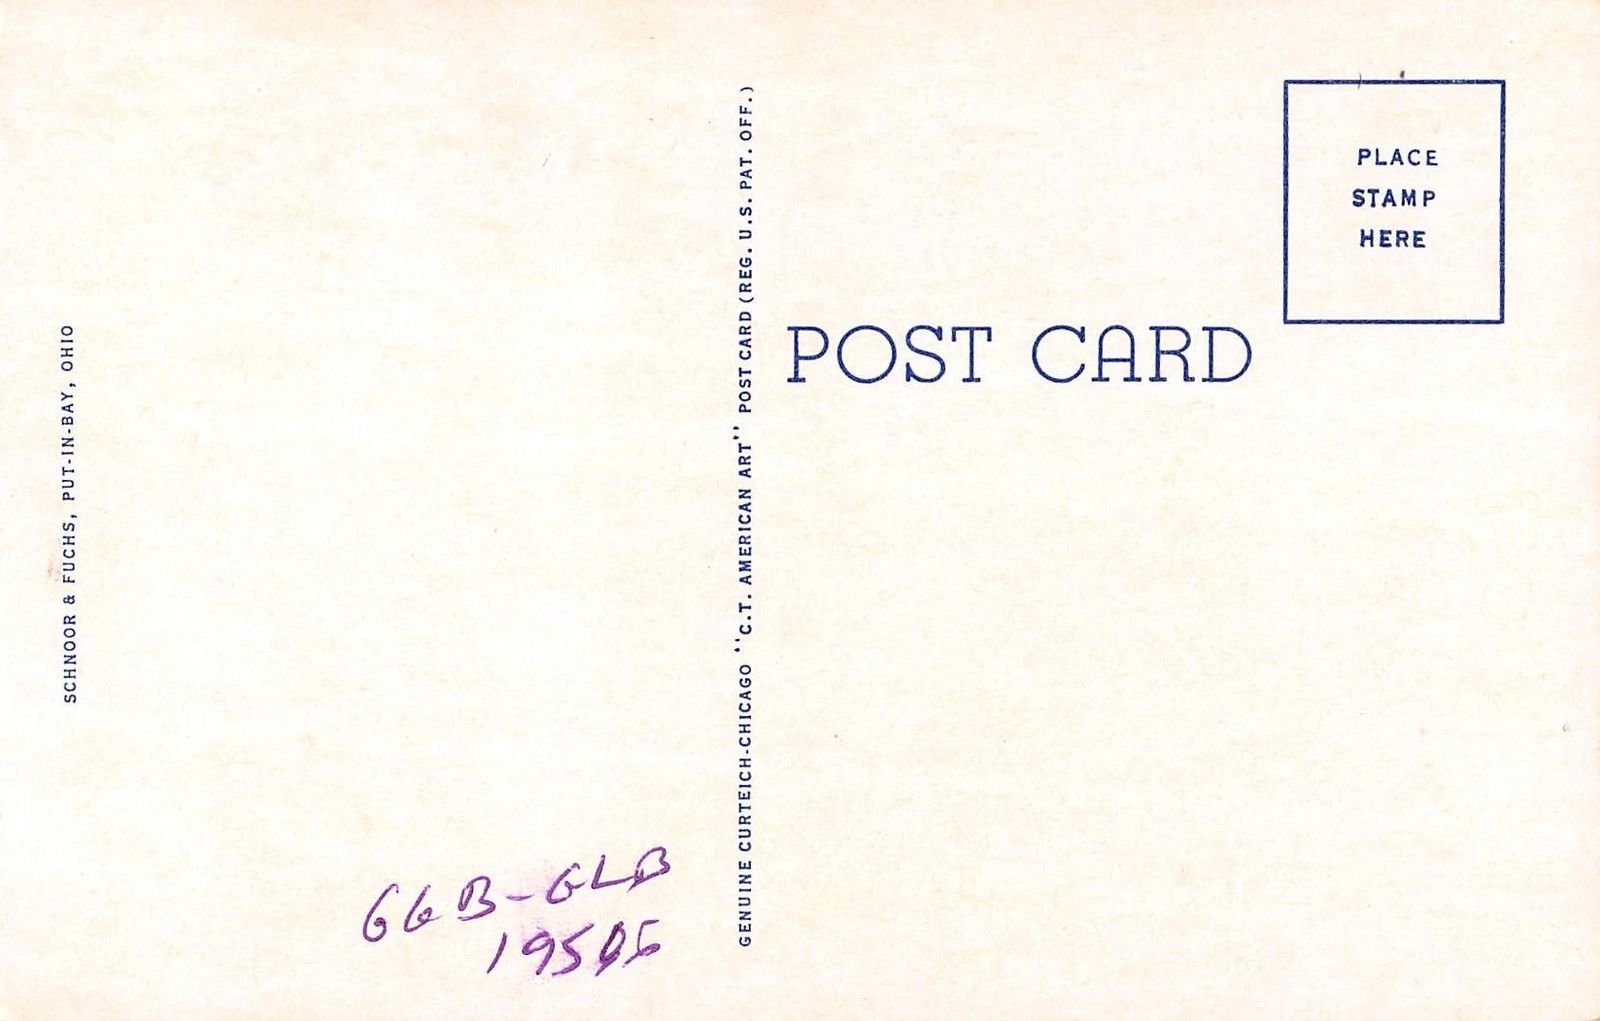 SCHNOOR & FUCHS, PUT-IN-BAY, OHIO
GENUINE CURTEICH-CHICAGO "C.T. AMERICAN ART" POST CARD (REG. U.S. PAT. OFF.)
PLACE
STAMP
HERE
POST CARD
GGB-GLB